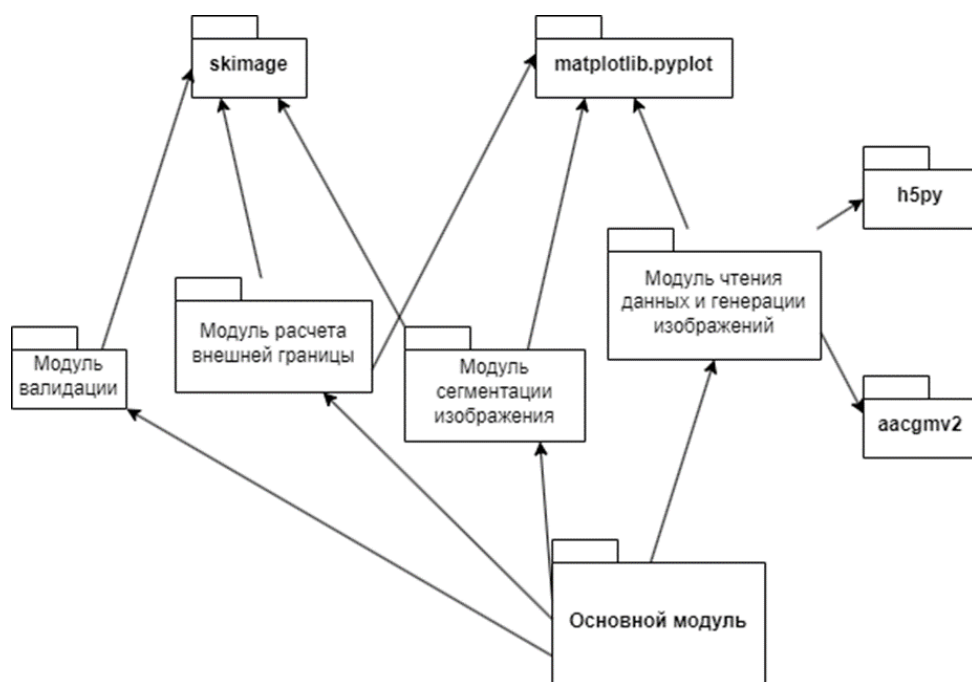 skimage
matplotlib.pyplot
h5py
Модуль чтения
данных и генерации
изображений
Модуль расчета
внешней границы
Модуль
валидации
Модуль
сегментации
изображения
aacgmv2
Основной модуль